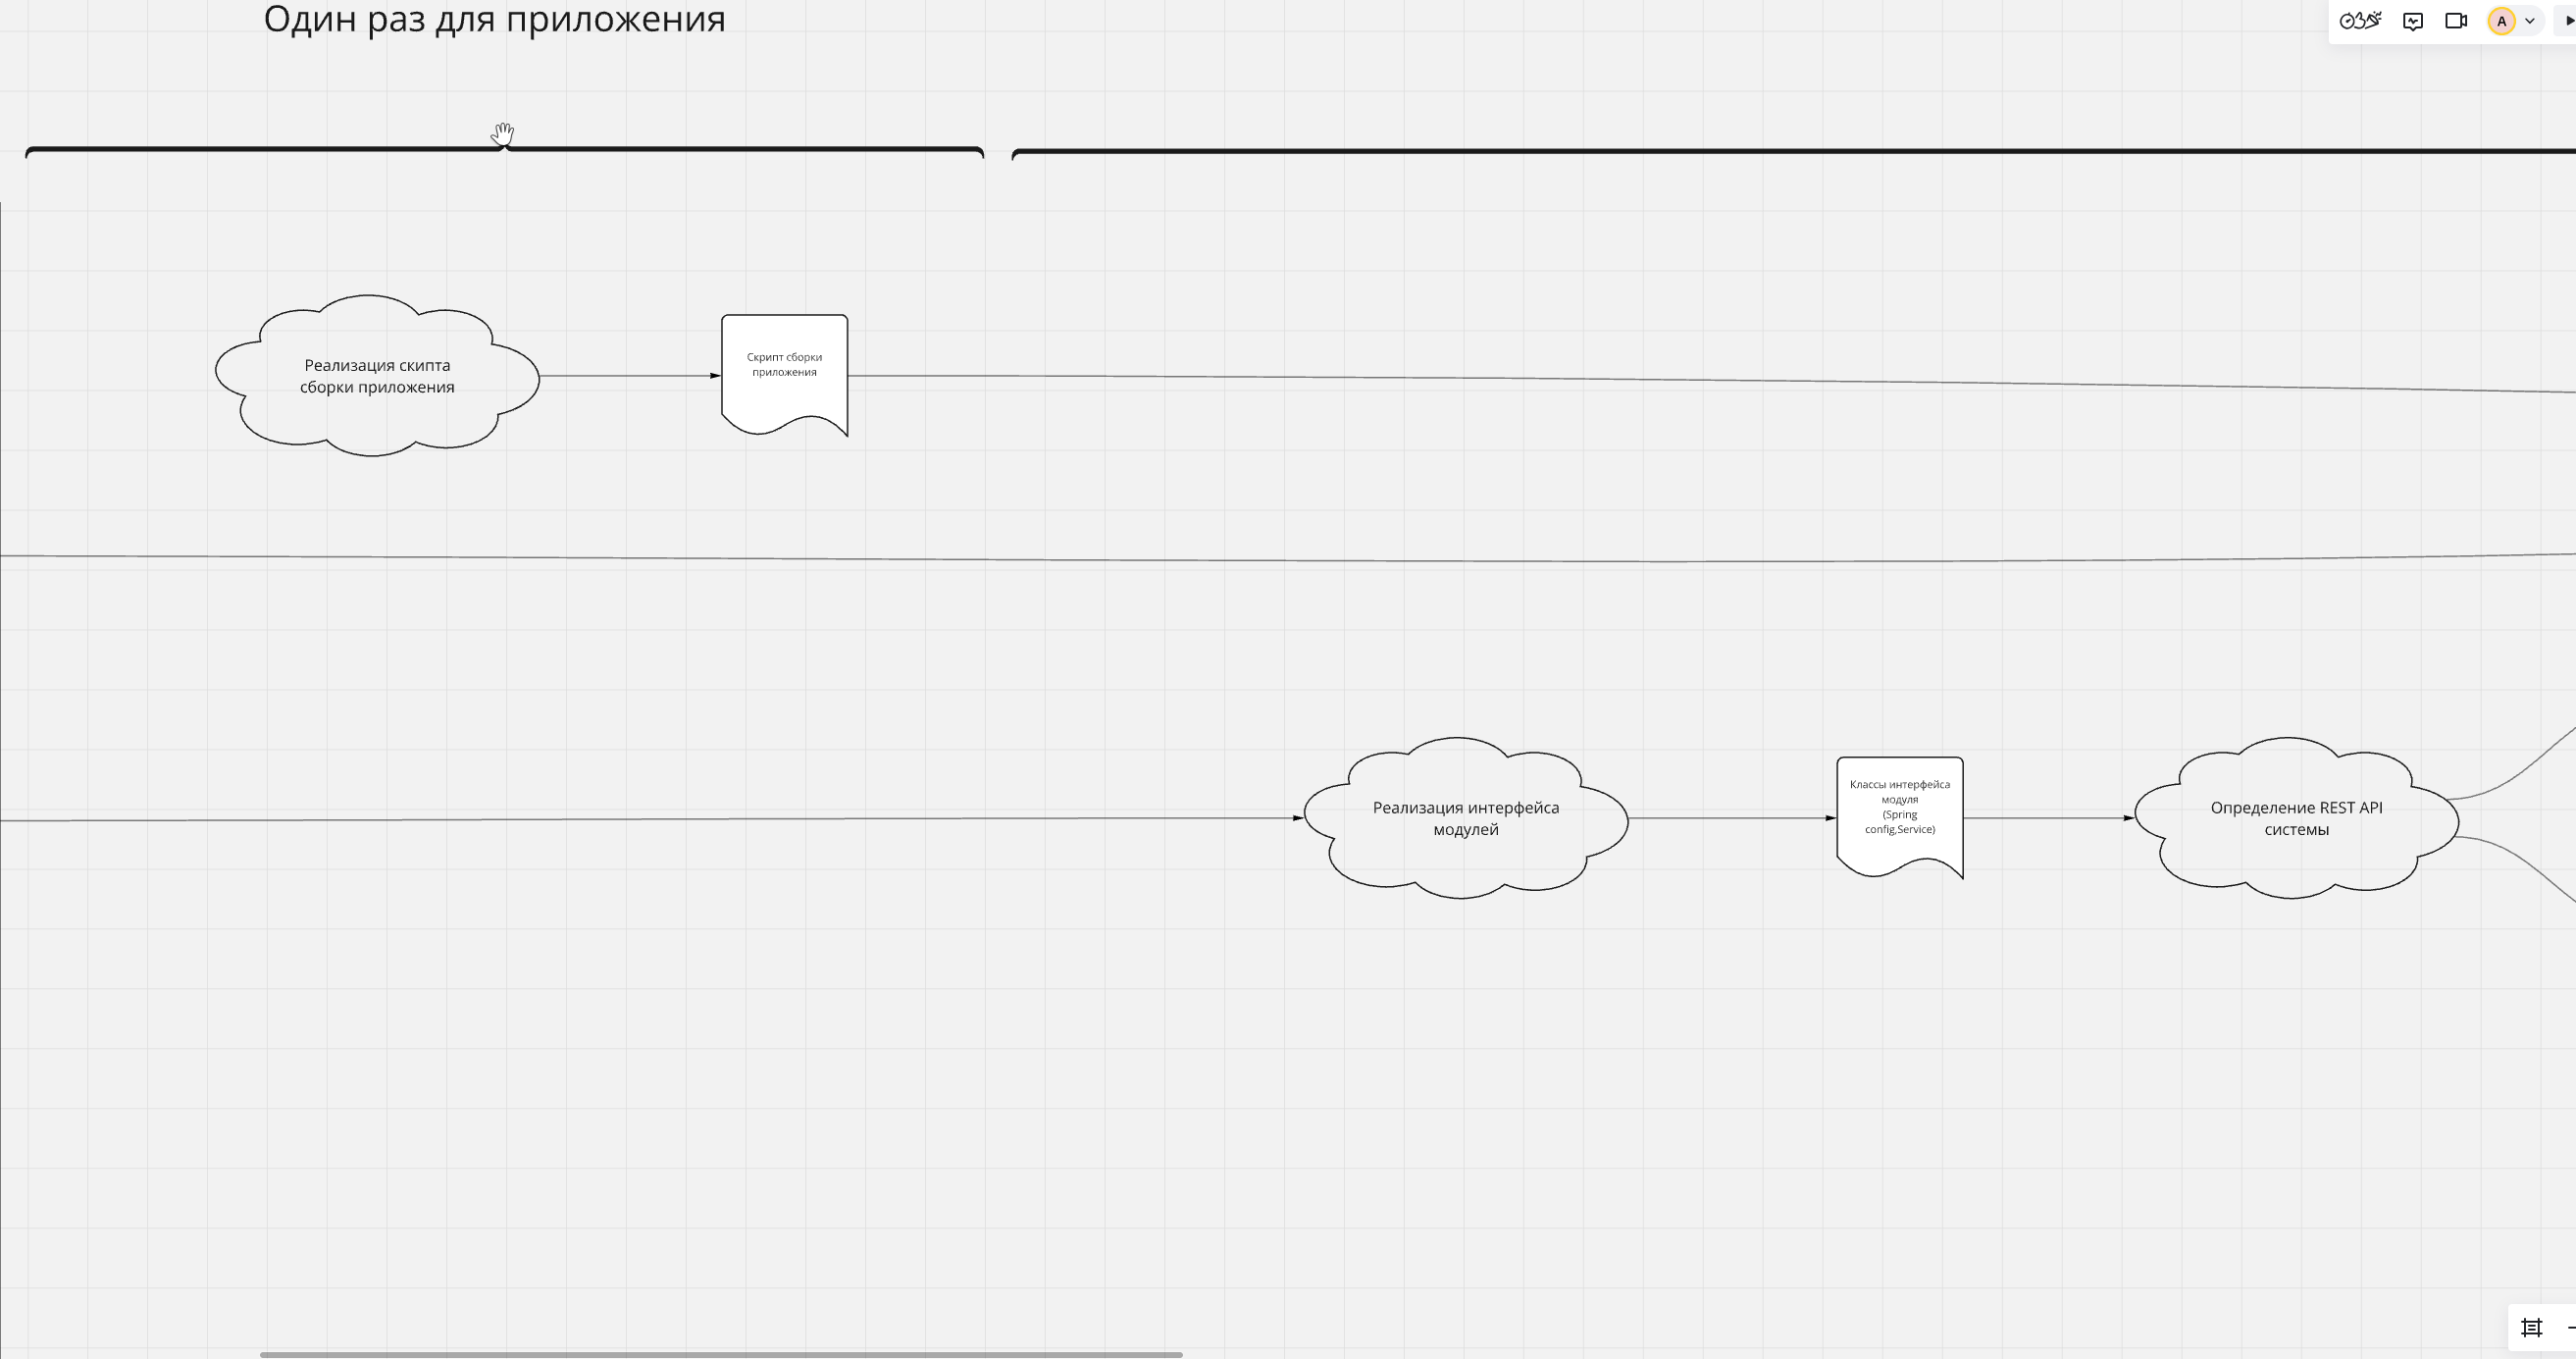 Один раз для приложения
A
Реализация скипта
сборки приложения
Скрипт сборки
приложения
Реализация интерфейса
модулей
Классы интерфейса
модуля
(Spring
config,Service)
Определение REST API
системы